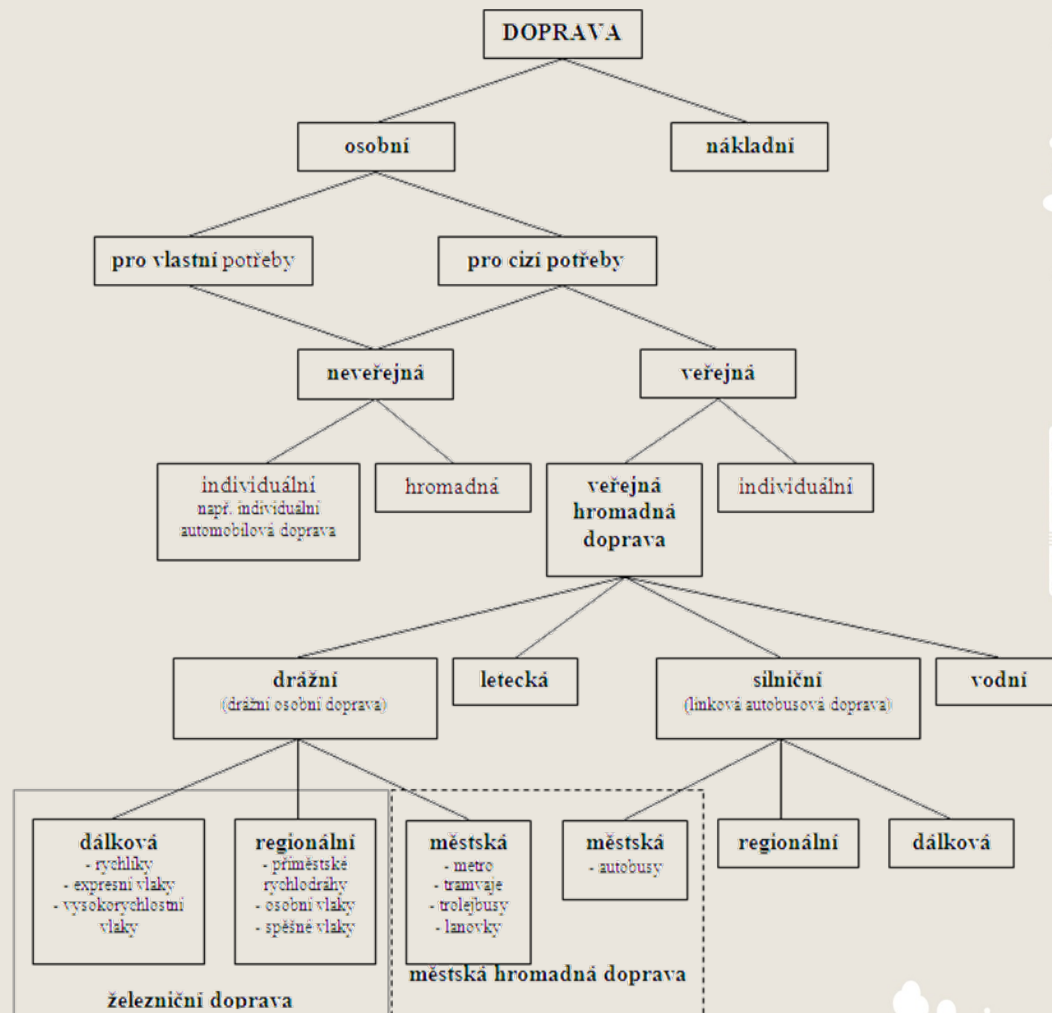 DOPRAVA
osobní
nákladní
pro vlastní potřeby
pro cizí potřeby
neveřejná
veřejná
individuální
např. individuální
automobilová doprava
hromadná
veřejná
hromadná
doprava
individuální
drážní
(drážní osobní doprava)
letecká
silniční
(linková autobusová doprava)
vodní
dálková
- rychlíky
- expresní vlaky
- vysokorychlostní
vlaky
regionální
- příměstské
rychlodráhy
- osobní vlaky
- spěšné vlaky
městská
- metro
- tramvaje
- trolejbusy
- lanovky
městská
- autobusy
regionální
dálková
městská hromadná doprava
železniční doprava